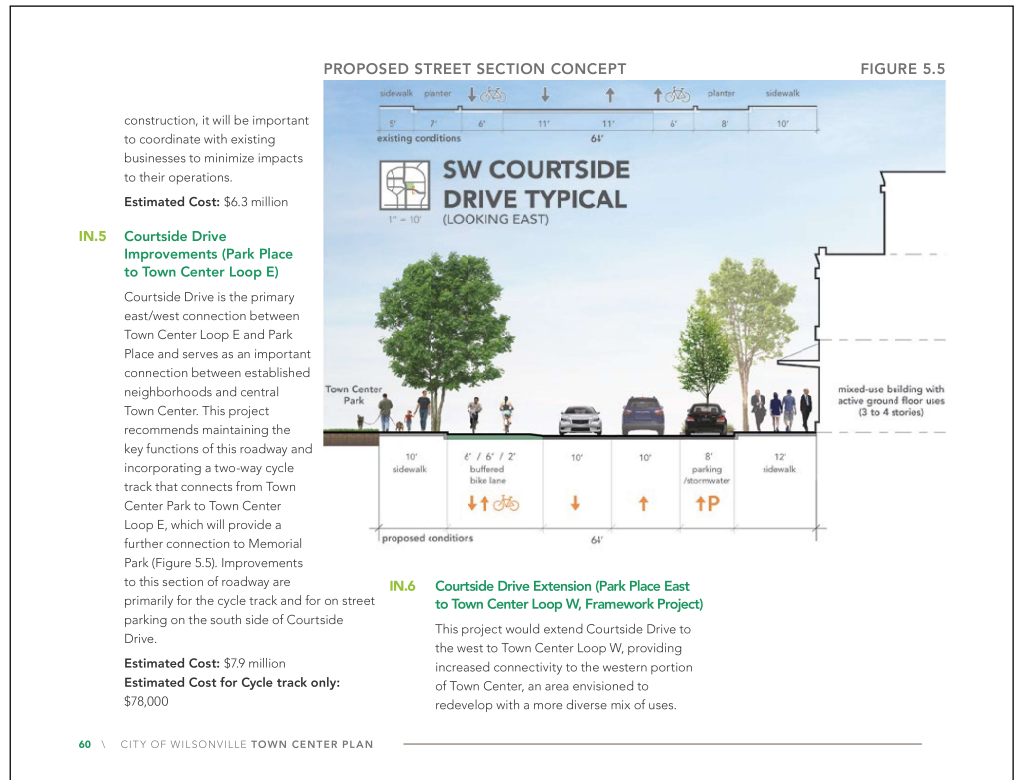 PROPOSED STREET SECTION CONCEPT
FIGURE 5.5
sidewalk planter planter sidewalk
5' 7' 6' 11' 11' 6' 8' 10'
existing conditions 64'
SW COURTSIDE
DRIVE TYPICAL
(LOOKING EAST)
1" = 10'
Town Center
Park
mixed-use building with
active ground floor uses
(3 to 4 stories)
10'
sidewalk
6' / 6' / 2'
buffered
bike lane
10'
10'
8'
parking
/stormwater
P
12'
sidewalk
proposed conditions 64'
construction, it will be important
to coordinate with existing
businesses to minimize impacts
to their operations.
Estimated Cost: $6.3 million
IN.5 Courtside Drive
Improvements (Park Place
to Town Center Loop E)
Courtside Drive is the primary
east/west connection between
Town Center Loop E and Park
Place and serves as an important
connection between established
neighborhoods and central
Town Center. This project
recommends maintaining the
key functions of this roadway and
incorporating a two-way cycle
track that connects from Town
Center Park to Town Center
Loop E, which will provide a
further connection to Memorial
Park (Figure 5.5). Improvements
to this section of roadway are
primarily for the cycle track and for on street
parking on the south side of Courtside
Drive.
Estimated Cost: $7.9 million
Estimated Cost for Cycle track only:
$78,000
IN.6 Courtside Drive Extension (Park Place East
to Town Center Loop W, Framework Project)
This project would extend Courtside Drive to
the west to Town Center Loop W, providing
increased connectivity to the western portion
of Town Center, an area envisioned to
redevelop with a more diverse mix of uses.
60 \ CITY OF WILSONVILLE TOWN CENTER PLAN